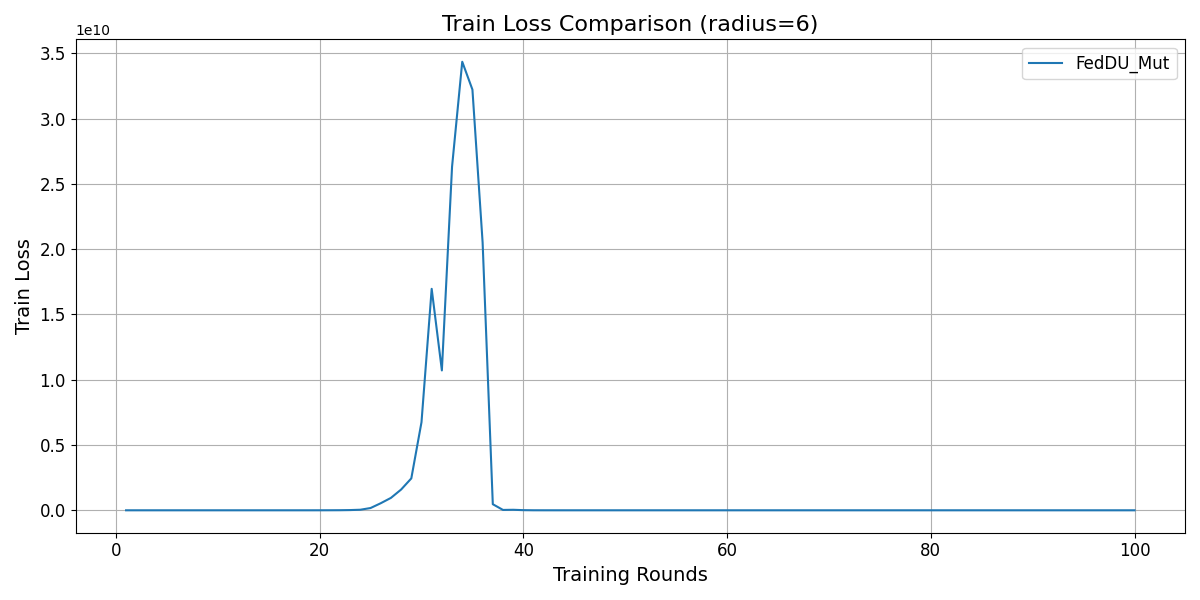 Train Loss Comparison (radius=6)
1e10
FedDU_Mut
3.5
3.0
2.5
2.0
1.5
1.0
0.5
0.0
Train Loss
0 20 40 60 80 100
Training Rounds